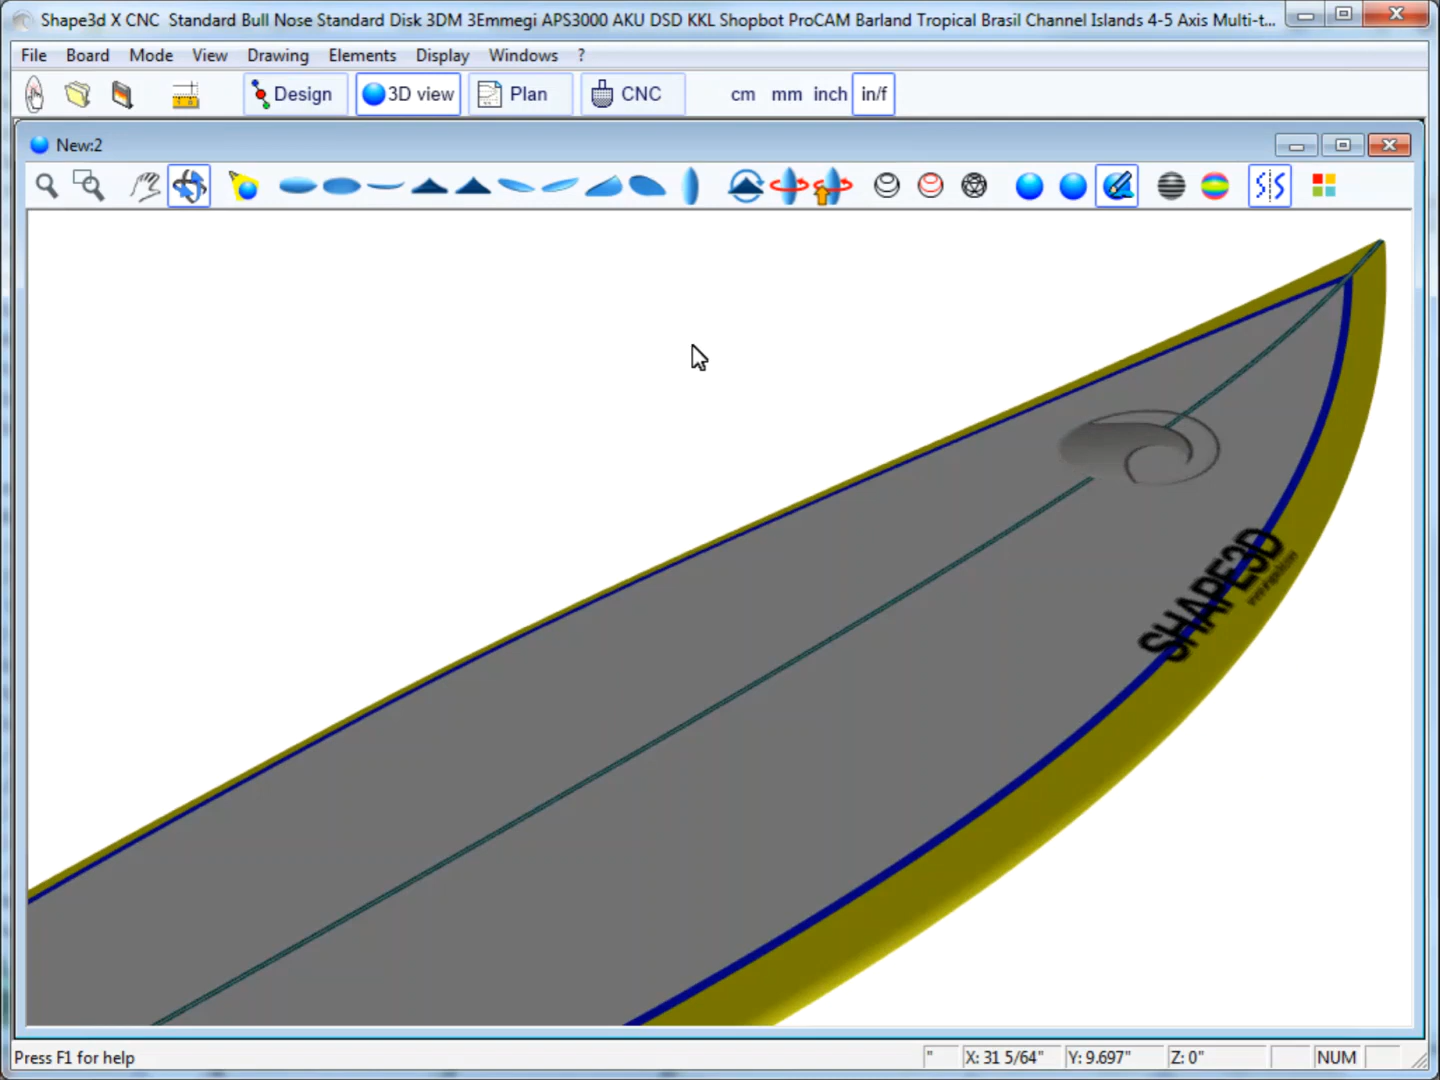 Shape3d X CNC Standard Bull Nose Standard Disk 3DM 3Emmegi APS3000 AKU DSD KKL Shopbot ProCAM Barland Tropical Brasil Channel Islands 4-5 Axis Multi-t...
File Board Mode View Drawing Elements Display Windows ?
Design 3D view Plan CNC cm mm inch in/f
New:2
SHAPE3D
Press F1 for help " X: 31 5/64" Y: 9.697" Z: 0" NUM